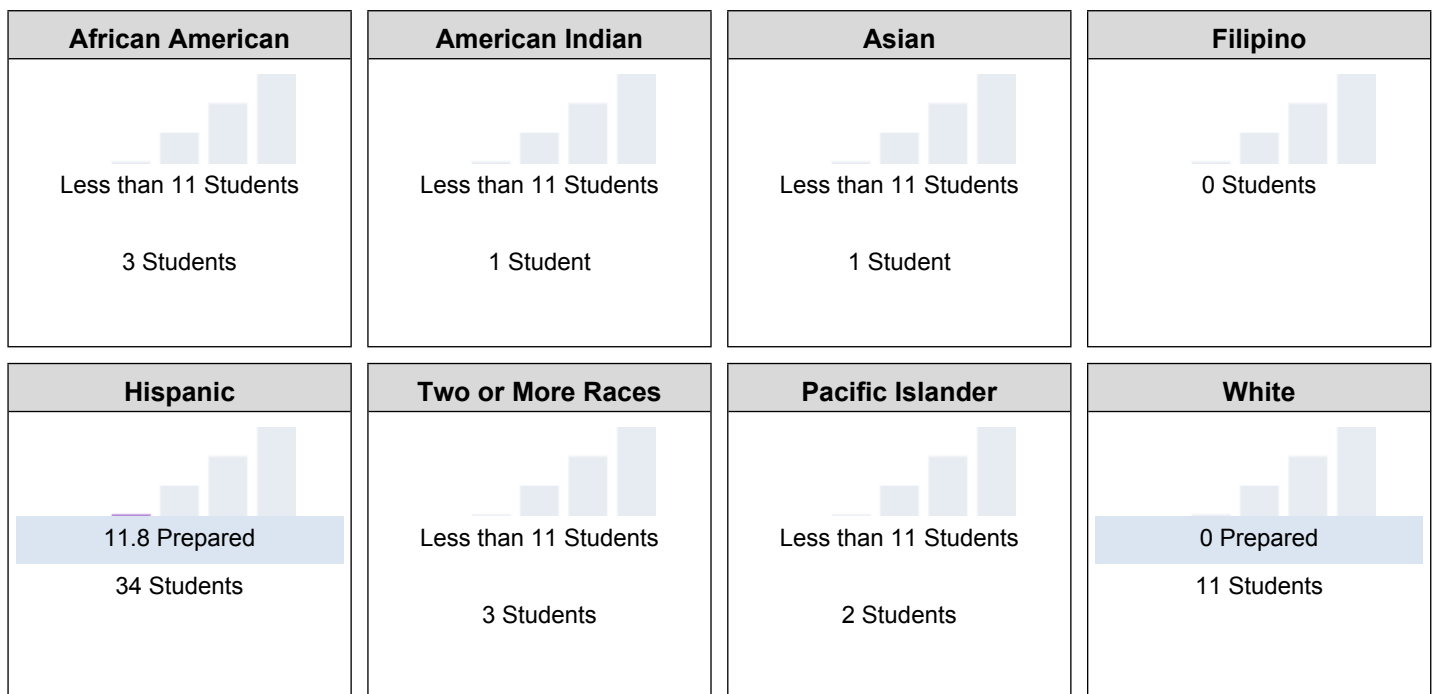 African American
Less than 11 Students
3 Students
American Indian
Less than 11 Students
1 Student
Asian
Less than 11 Students
1 Student
Filipino
0 Students
Hispanic
11.8 Prepared
34 Students
Two or More Races
Less than 11 Students
3 Students
Pacific Islander
Less than 11 Students
2 Students
White
0 Prepared
11 Students